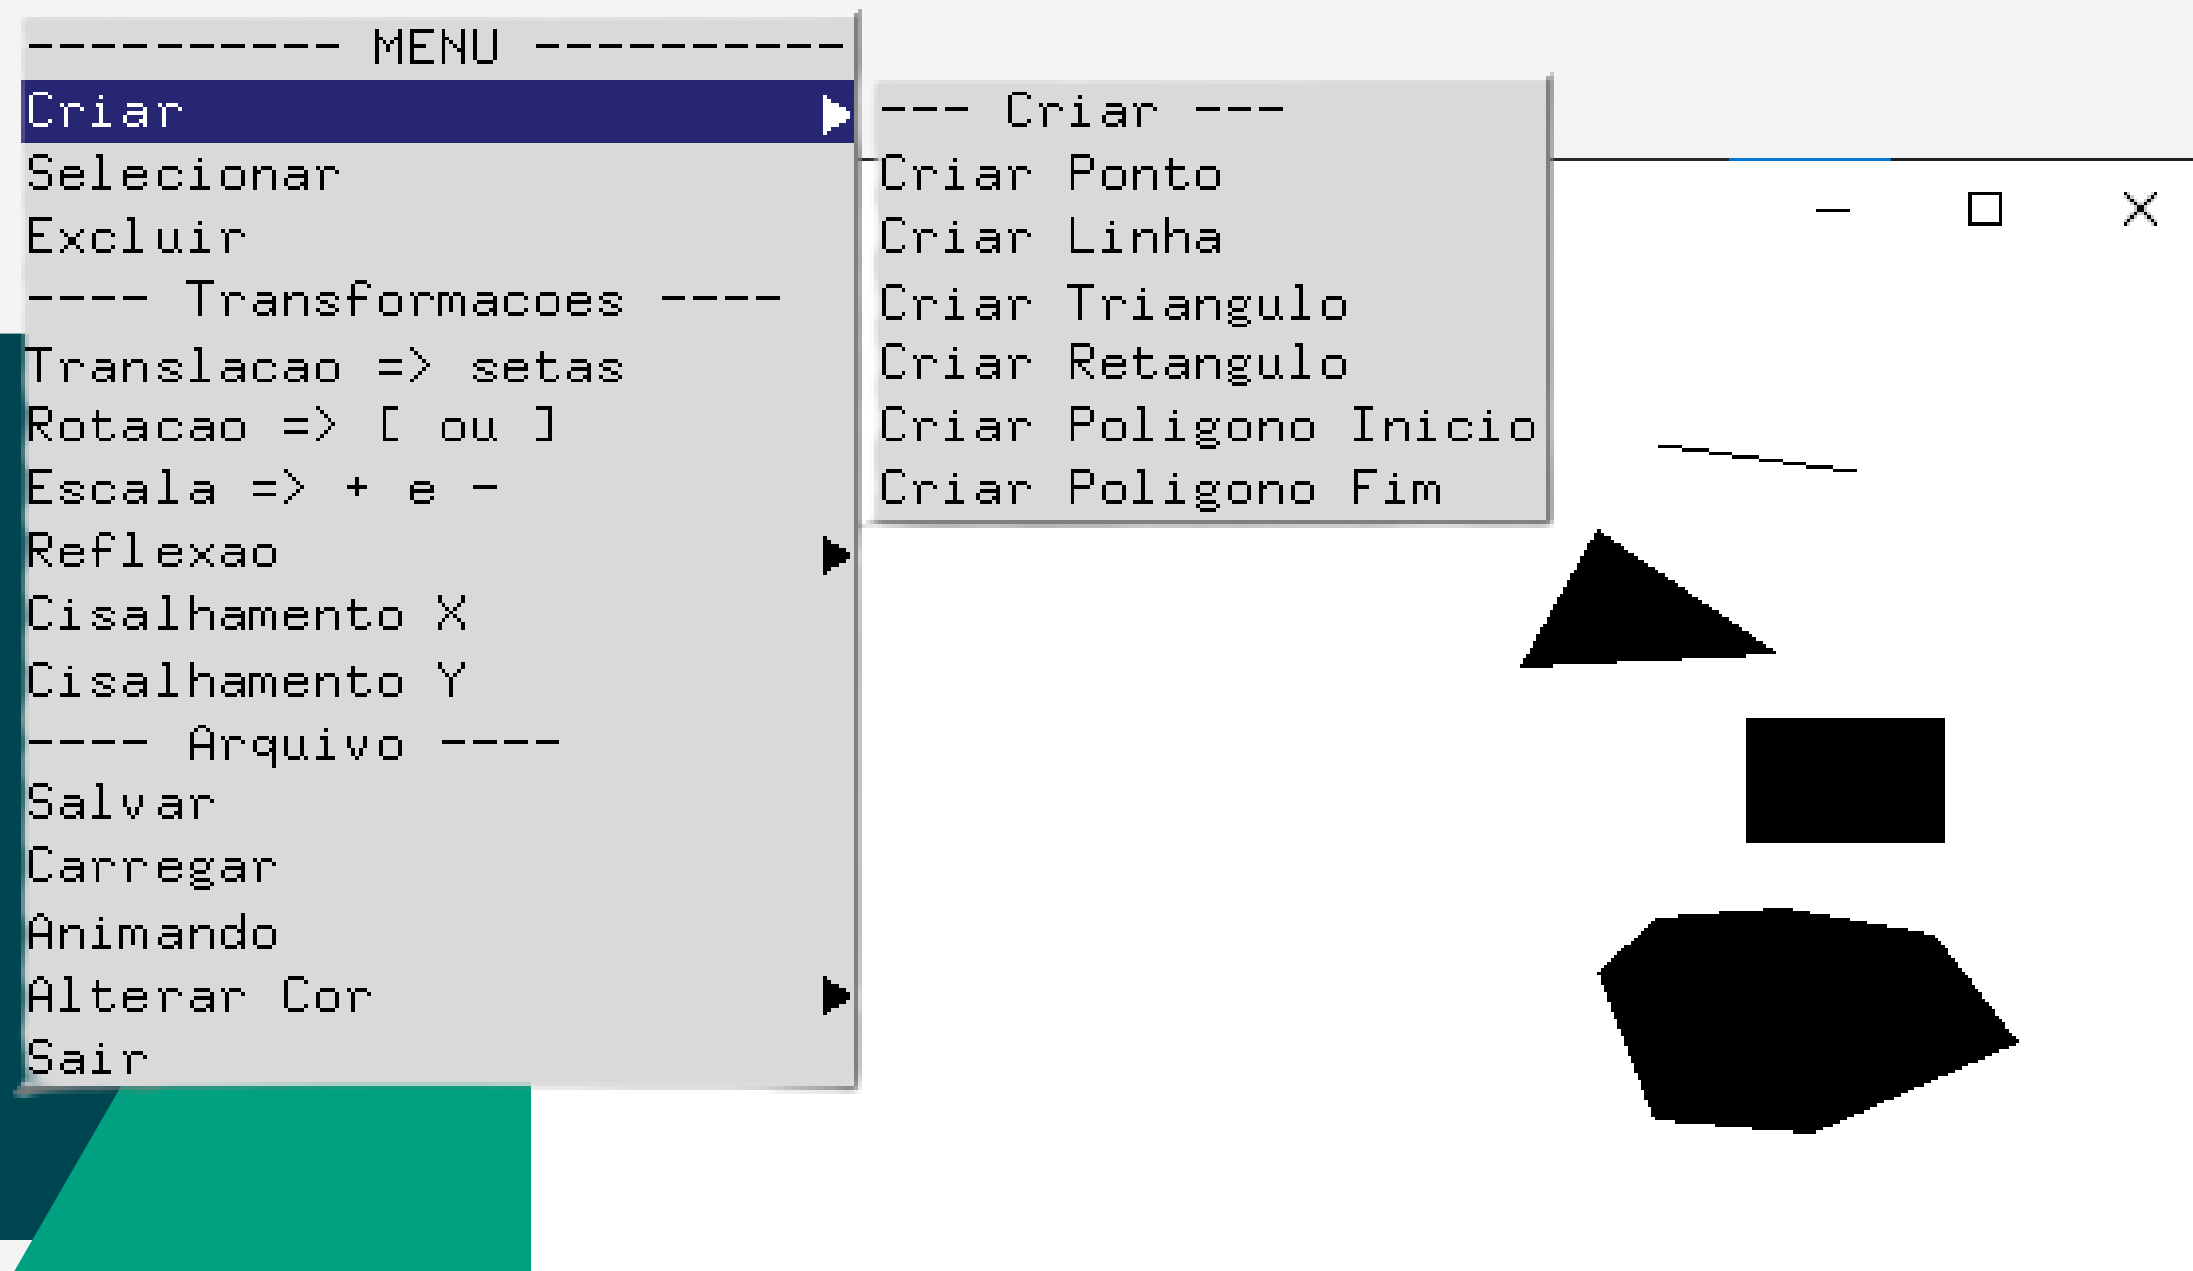 ---------- MENU ----------
Criar
Selecionar
Excluir
---- Transformacoes ----
Translacao => setas
Rotacao => [ ou ]
Escala => + e -
Reflexao
Cisalhamento X
Cisalhamento Y
---- Arquivo ----
Salvar
Carregar
Animando
Alterar Cor
Sair
--- Criar ---
Criar Ponto
Criar Linha
Criar Triangulo
Criar Retangulo
Criar Poligono Inicio
Criar Poligono Fim